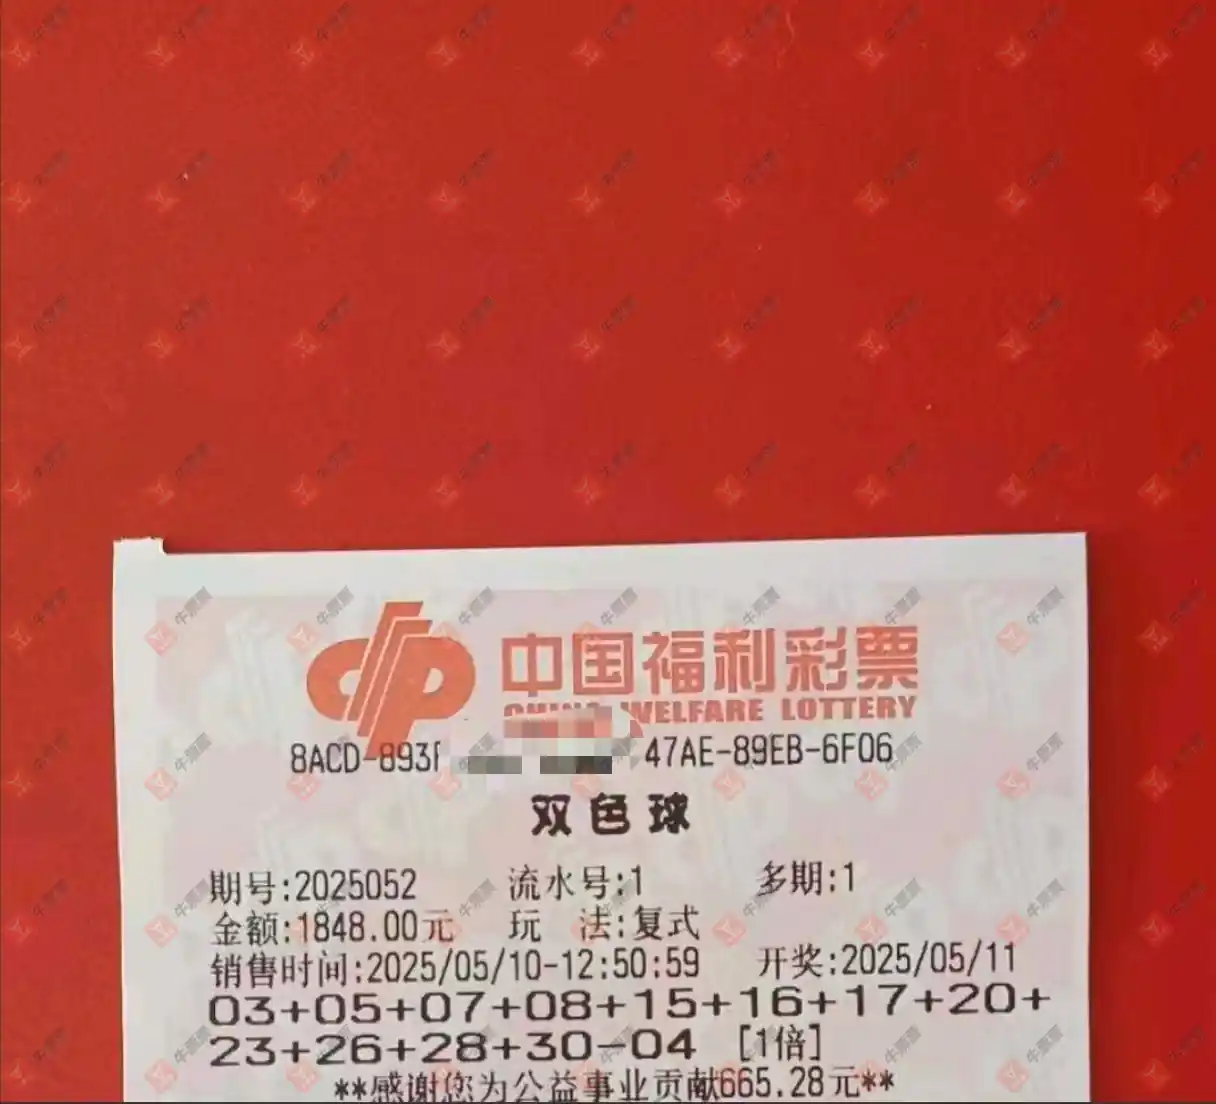 中国福利彩票
CHINA WELFARE LOTTERY
8ACD-893 47AE-89EB-6F06
双色球
期号:2025052 流水号:1 多期:1
金额:1848.00元 玩 法:复式
销售时间:2025/05/10-12:50:59 开奖:2025/05/11
03+05+07+08+15+16+17+20+
23+26+28+30-04 [1倍]
**感谢您为公益事业贡献665.28元**
牛票票